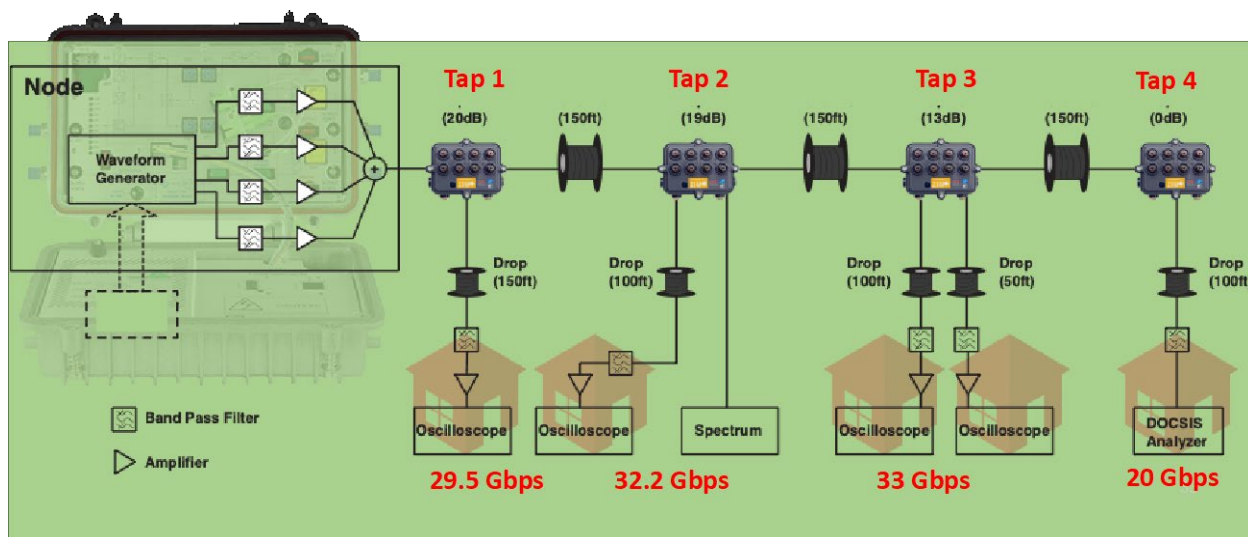 Node
Waveform
Generator
Tap 1
(20dB)
(150ft)
Tap 2
(19dB)
(150ft)
Tap 3
(13dB)
(150ft)
Tap 4
(0dB)
Drop
(150ft)
Drop
(100ft)
Drop
(100ft)
Drop
(50ft)
Drop
(100ft)
Band Pass Filter
Amplifier
Oscilloscope
Oscilloscope
Spectrum
Oscilloscope
Oscilloscope
DOCSIS
Analyzer
29.5 Gbps
32.2 Gbps
33 Gbps
20 Gbps